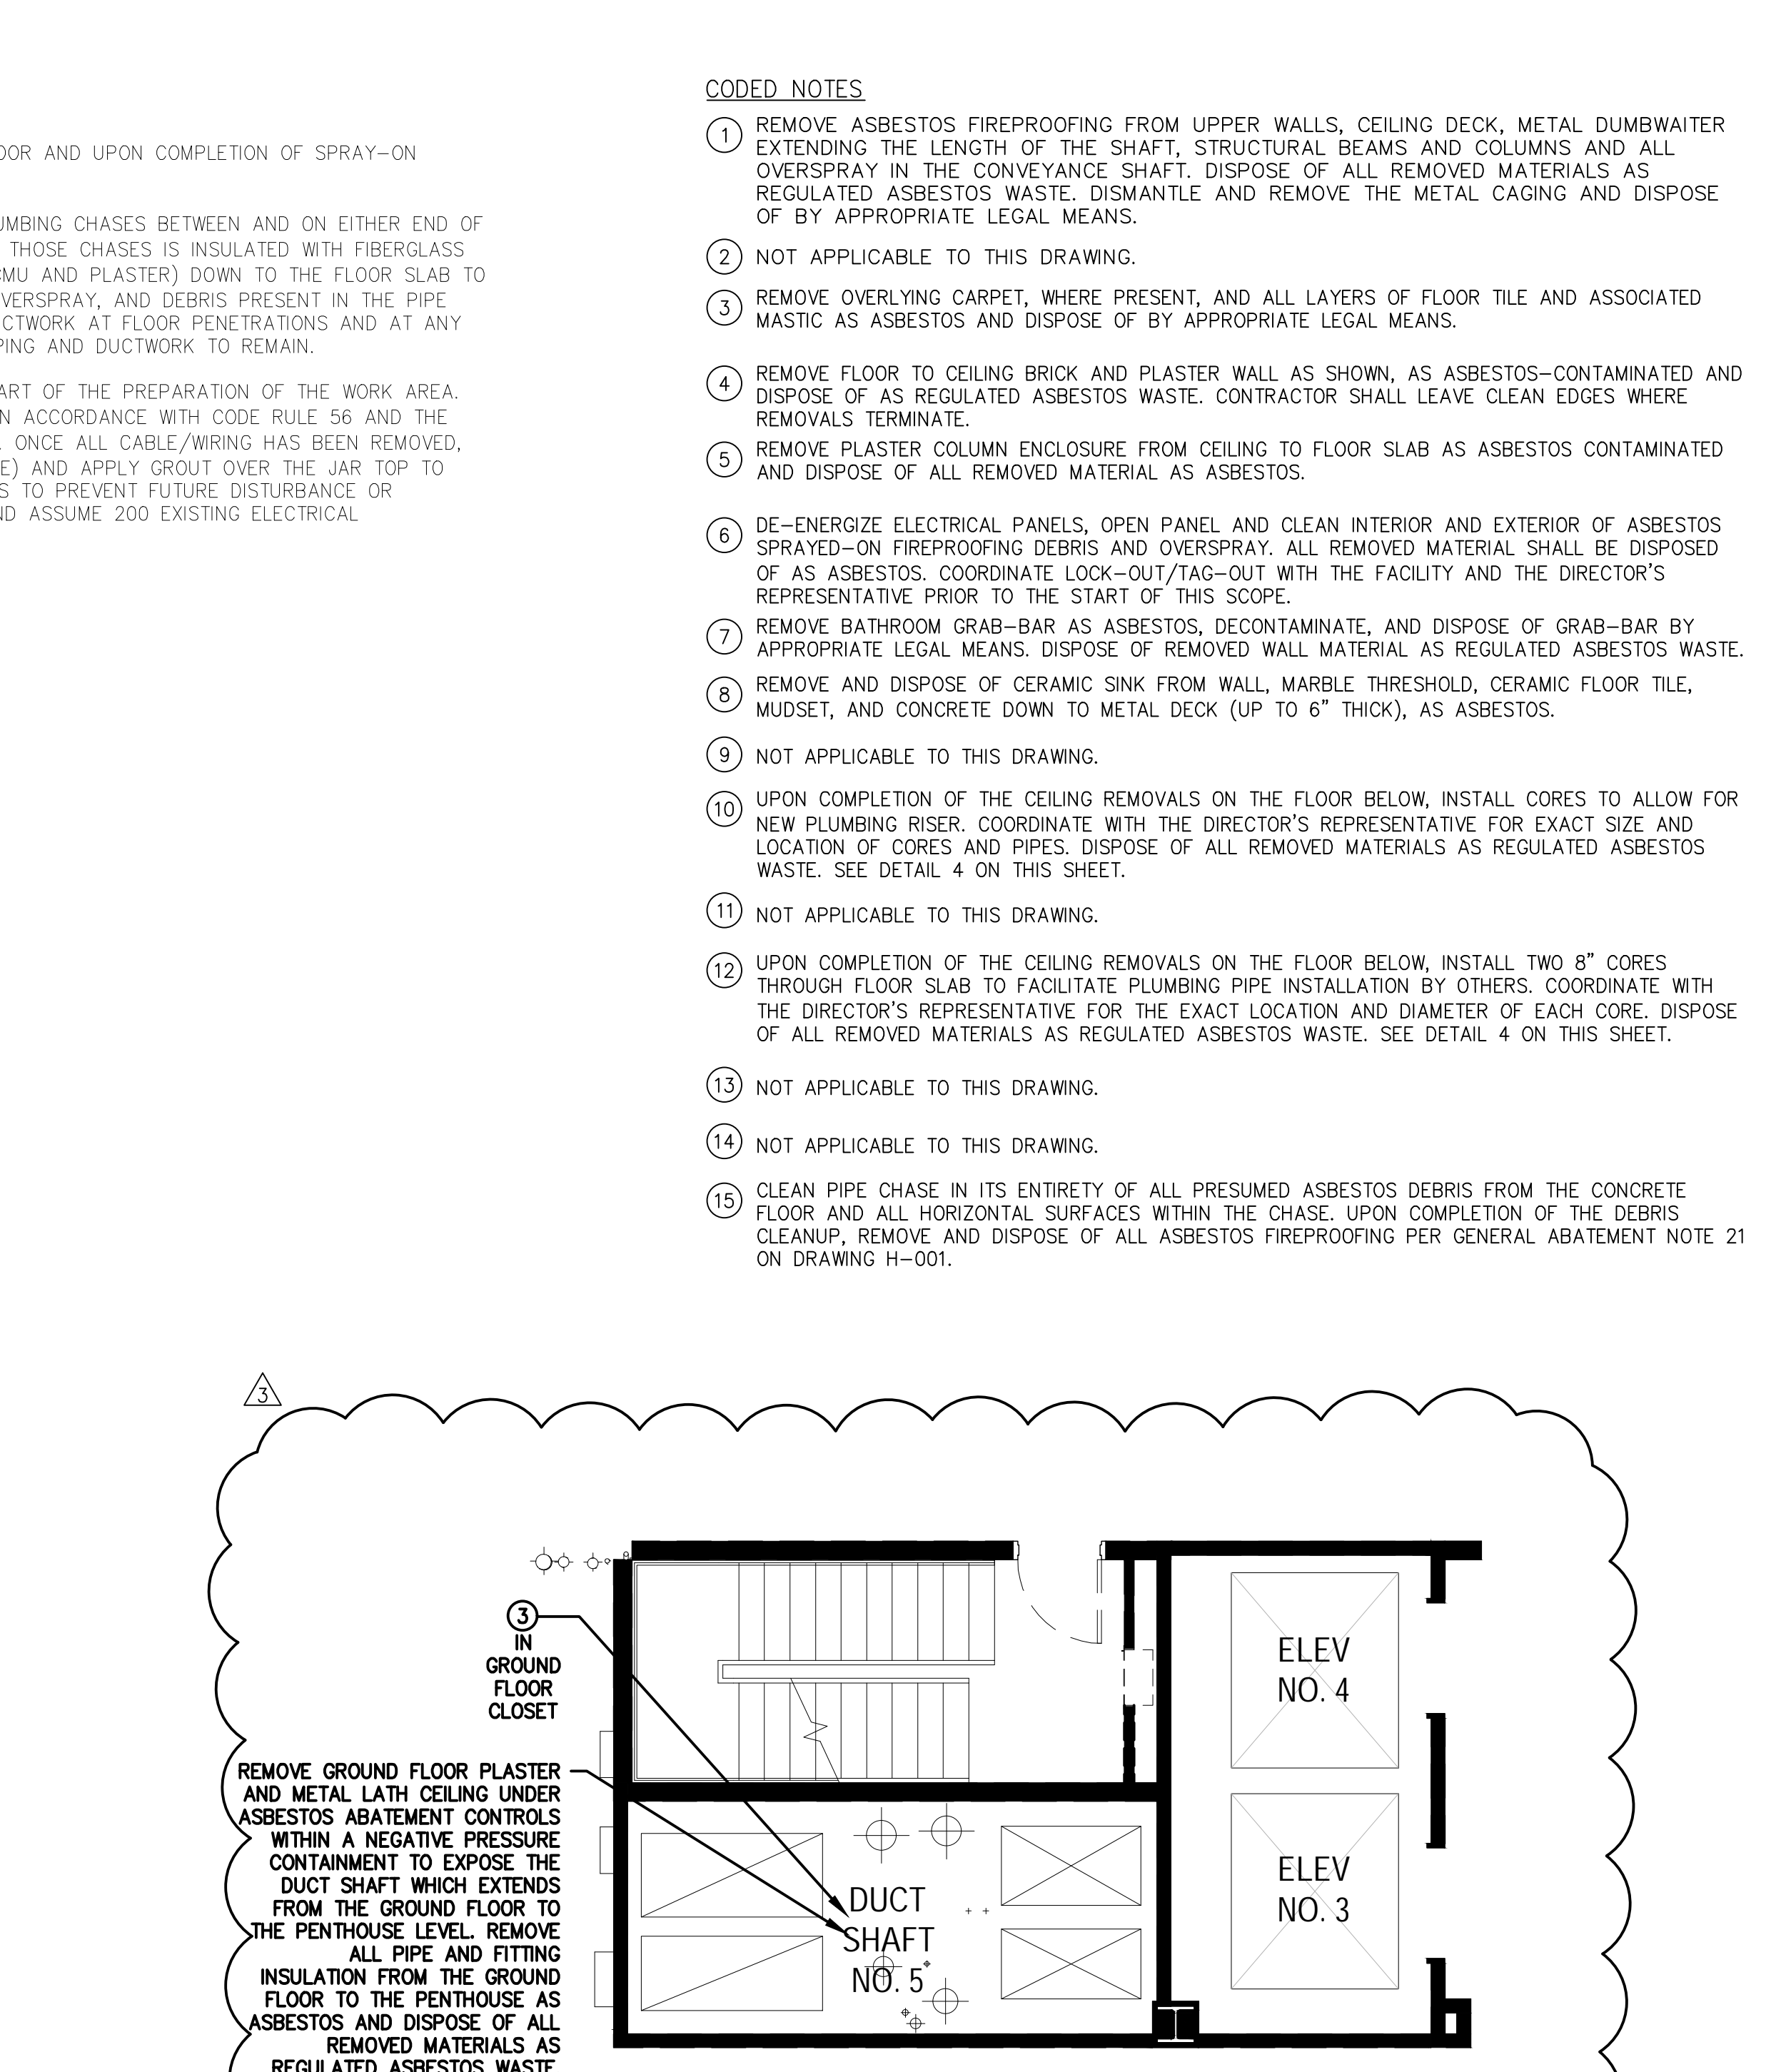 OOR AND UPON COMPLETION OF SPRAY-ON
UMBING CHASES BETWEEN AND ON EITHER END OF
THOSE CHASES IS INSULATED WITH FIBERGLASS
CMU AND PLASTER) DOWN TO THE FLOOR SLAB TO
VERSPRAY, AND DEBRIS PRESENT IN THE PIPE
CTWORK AT FLOOR PENETRATIONS AND AT ANY
PING AND DUCTWORK TO REMAIN.
ART OF THE PREPARATION OF THE WORK AREA.
N ACCORDANCE WITH CODE RULE 56 AND THE
. ONCE ALL CABLE/WIRING HAS BEEN REMOVED,
E) AND APPLY GROUT OVER THE JAR TOP TO
S TO PREVENT FUTURE DISTURBANCE OR
ND ASSUME 200 EXISTING ELECTRICAL
CODED NOTES
1 REMOVE ASBESTOS FIREPROOFING FROM UPPER WALLS, CEILING DECK, METAL DUMBWAITER
EXTENDING THE LENGTH OF THE SHAFT, STRUCTURAL BEAMS AND COLUMNS AND ALL
OVERSPRAY IN THE CONVEYANCE SHAFT. DISPOSE OF ALL REMOVED MATERIALS AS
REGULATED ASBESTOS WASTE. DISMANTLE AND REMOVE THE METAL CAGING AND DISPOSE
OF BY APPROPRIATE LEGAL MEANS.
2 NOT APPLICABLE TO THIS DRAWING.
3 REMOVE OVERLYING CARPET, WHERE PRESENT, AND ALL LAYERS OF FLOOR TILE AND ASSOCIATED
MASTIC AS ASBESTOS AND DISPOSE OF BY APPROPRIATE LEGAL MEANS.
4 REMOVE FLOOR TO CEILING BRICK AND PLASTER WALL AS SHOWN, AS ASBESTOS-CONTAMINATED AND
DISPOSE OF AS REGULATED ASBESTOS WASTE. CONTRACTOR SHALL LEAVE CLEAN EDGES WHERE
REMOVALS TERMINATE.
5 REMOVE PLASTER COLUMN ENCLOSURE FROM CEILING TO FLOOR SLAB AS ASBESTOS CONTAMINATED
AND DISPOSE OF ALL REMOVED MATERIAL AS ASBESTOS.
6 DE-ENERGIZE ELECTRICAL PANELS, OPEN PANEL AND CLEAN INTERIOR AND EXTERIOR OF ASBESTOS
SPRAYED-ON FIREPROOFING DEBRIS AND OVERSPRAY. ALL REMOVED MATERIAL SHALL BE DISPOSED
OF AS ASBESTOS. COORDINATE LOCK-OUT/TAG-OUT WITH THE FACILITY AND THE DIRECTOR'S
REPRESENTATIVE PRIOR TO THE START OF THIS SCOPE.
7 REMOVE BATHROOM GRAB-BAR AS ASBESTOS, DECONTAMINATE, AND DISPOSE OF GRAB-BAR BY
APPROPRIATE LEGAL MEANS. DISPOSE OF REMOVED WALL MATERIAL AS REGULATED ASBESTOS WASTE.
8 REMOVE AND DISPOSE OF CERAMIC SINK FROM WALL, MARBLE THRESHOLD, CERAMIC FLOOR TILE,
MUDSET, AND CONCRETE DOWN TO METAL DECK (UP TO 6" THICK), AS ASBESTOS.
9 NOT APPLICABLE TO THIS DRAWING.
10 UPON COMPLETION OF THE CEILING REMOVALS ON THE FLOOR BELOW, INSTALL CORES TO ALLOW FOR
NEW PLUMBING RISER. COORDINATE WITH THE DIRECTOR'S REPRESENTATIVE FOR EXACT SIZE AND
LOCATION OF CORES AND PIPES. DISPOSE OF ALL REMOVED MATERIALS AS REGULATED ASBESTOS
WASTE. SEE DETAIL 4 ON THIS SHEET.
11 NOT APPLICABLE TO THIS DRAWING.
12 UPON COMPLETION OF THE CEILING REMOVALS ON THE FLOOR BELOW, INSTALL TWO 8" CORES
THROUGH FLOOR SLAB TO FACILITATE PLUMBING PIPE INSTALLATION BY OTHERS. COORDINATE WITH
THE DIRECTOR'S REPRESENTATIVE FOR THE EXACT LOCATION AND DIAMETER OF EACH CORE. DISPOSE
OF ALL REMOVED MATERIALS AS REGULATED ASBESTOS WASTE. SEE DETAIL 4 ON THIS SHEET.
13 NOT APPLICABLE TO THIS DRAWING.
14 NOT APPLICABLE TO THIS DRAWING.
15 CLEAN PIPE CHASE IN ITS ENTIRETY OF ALL PRESUMED ASBESTOS DEBRIS FROM THE CONCRETE
FLOOR AND ALL HORIZONTAL SURFACES WITHIN THE CHASE. UPON COMPLETION OF THE DEBRIS
CLEANUP, REMOVE AND DISPOSE OF ALL ASBESTOS FIREPROOFING PER GENERAL ABATEMENT NOTE 21
ON DRAWING H-001.
3
3
IN
GROUND
FLOOR
CLOSET
REMOVE GROUND FLOOR PLASTER
AND METAL LATH CEILING UNDER
ASBESTOS ABATEMENT CONTROLS
WITHIN A NEGATIVE PRESSURE
CONTAINMENT TO EXPOSE THE
DUCT SHAFT WHICH EXTENDS
FROM THE GROUND FLOOR TO
THE PENTHOUSE LEVEL. REMOVE
ALL PIPE AND FITTING
INSULATION FROM THE GROUND
FLOOR TO THE PENTHOUSE AS
ASBESTOS AND DISPOSE OF ALL
REMOVED MATERIALS AS
REGULATED ASBESTOS WASTE.
DUCT
SHAFT
NO. 5
ELEV
NO. 4
ELEV
NO. 3